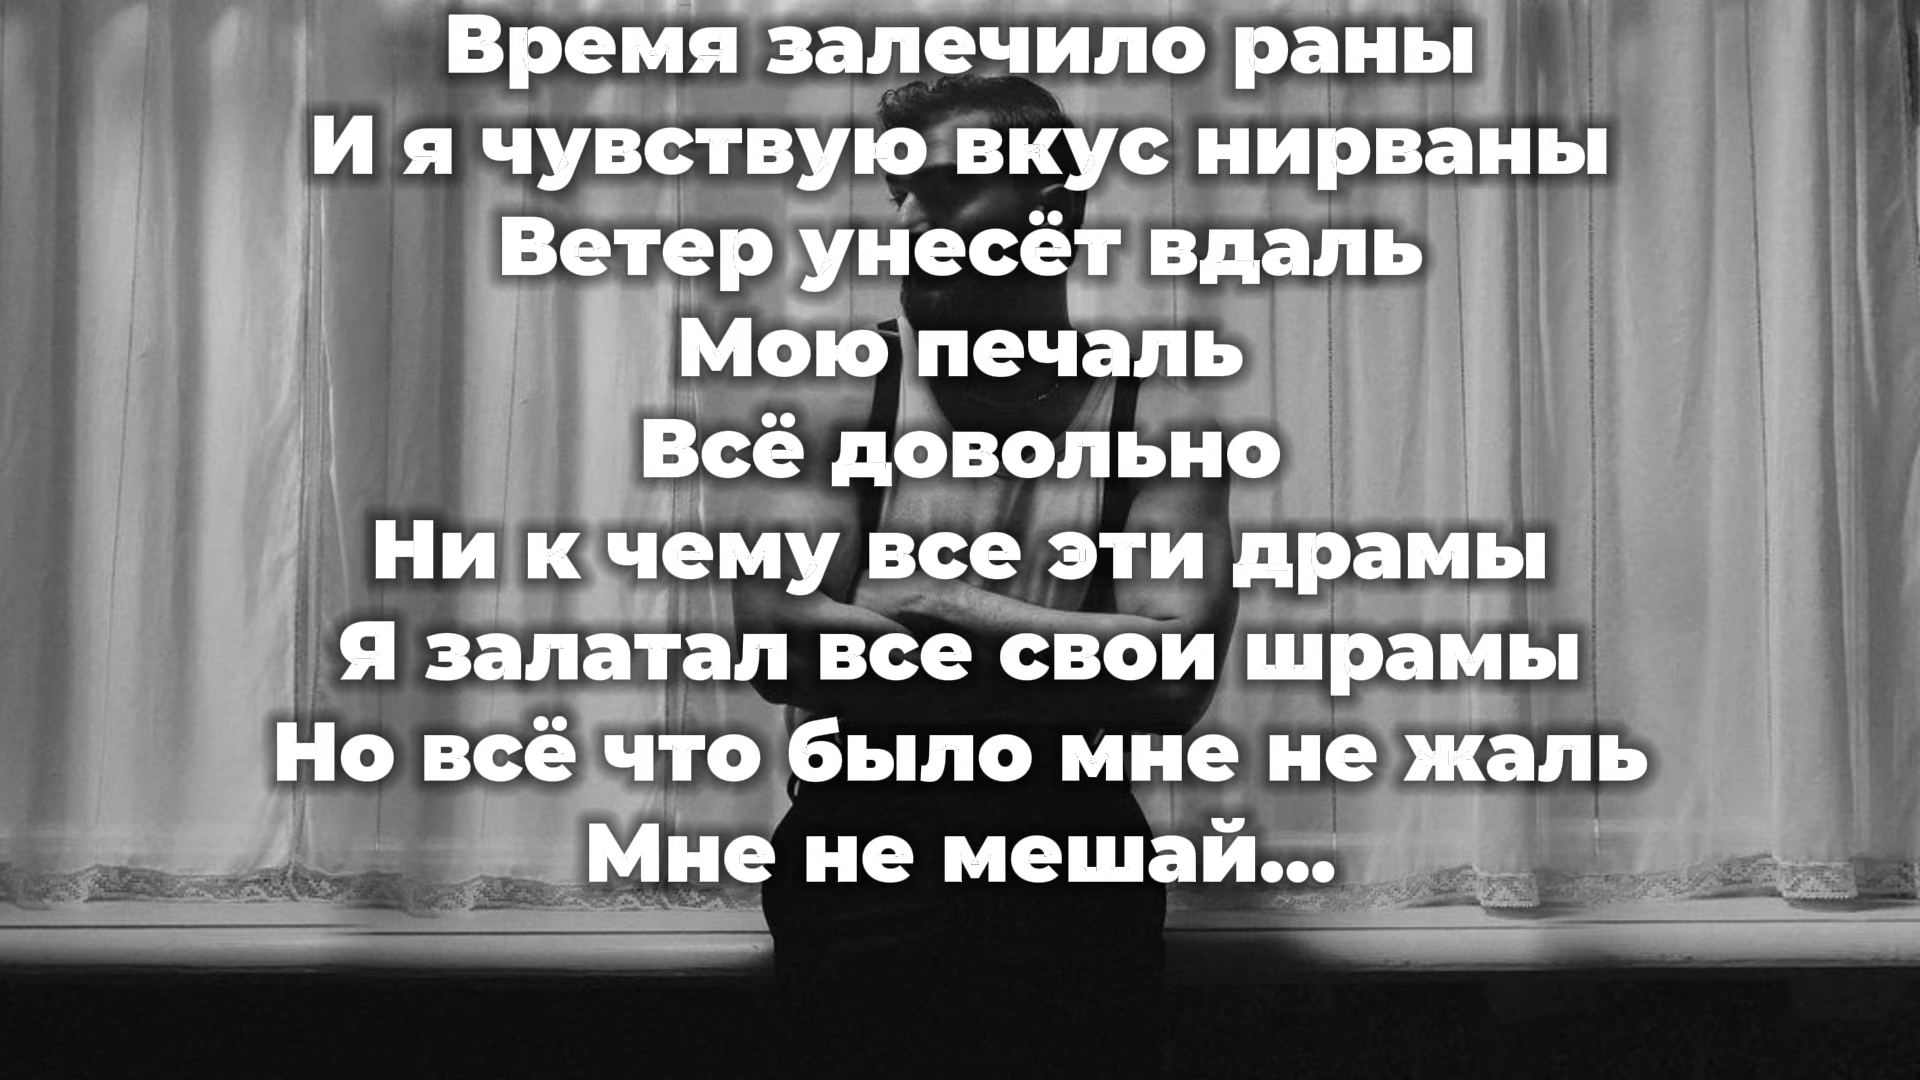 Время залечило раны
И я чувствую вкус нирваны
Ветер унесёт вдаль
Мою печаль
Всё довольно
Ни к чему все эти драмы
Я залатал все свои шрамы
Но всё что было мне не жаль
Мне не мешай...